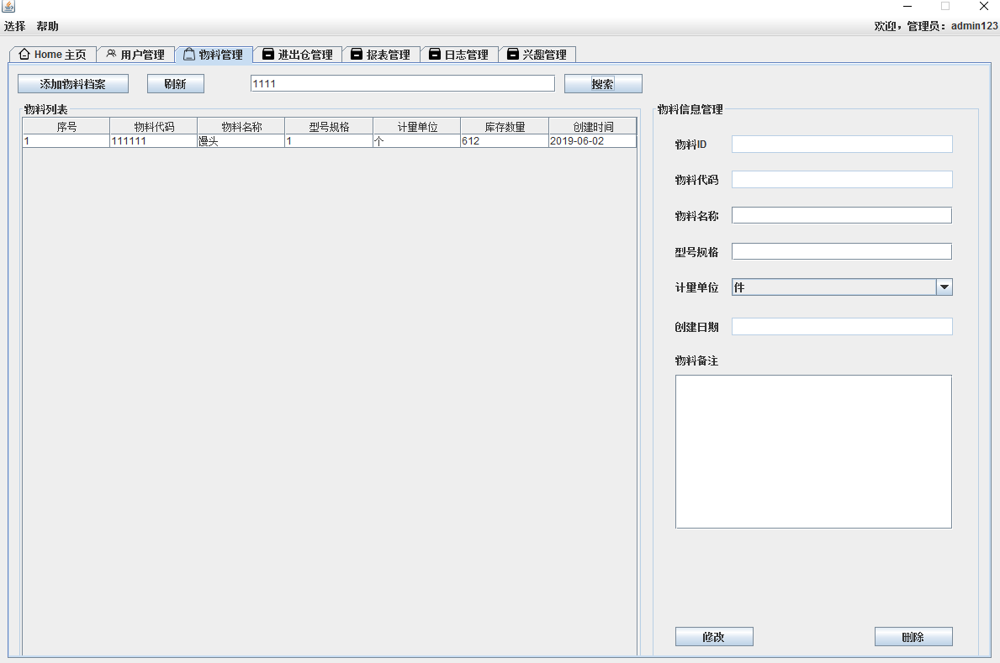 选择 帮助 欢迎，管理员：admin123
Home 主页 用户管理 物料管理 进出仓管理 报表管理 日志管理 兴趣管理
添加物料档案 刷新 1111 搜索
物料列表
序号 物料代码 物料名称 型号规格 计量单位 库存数量 创建时间
1 111111 馒头 1 个 612 2019-06-02
物料信息管理
物料ID
物料代码
物料名称
型号规格
计量单位 件
创建日期
物料备注
修改 删除